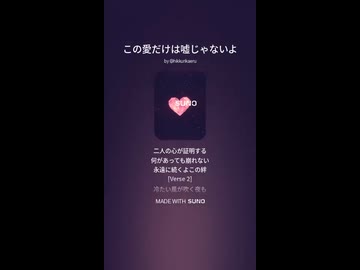 この愛だけは嘘じゃないよ
by @rikkurikaeru
SUNO
二人の心が証明する
何があっても崩れない
永遠に続くよこの絆
[Verse 2]
冷たい風が吹く夜も
MADE WITH SUNO